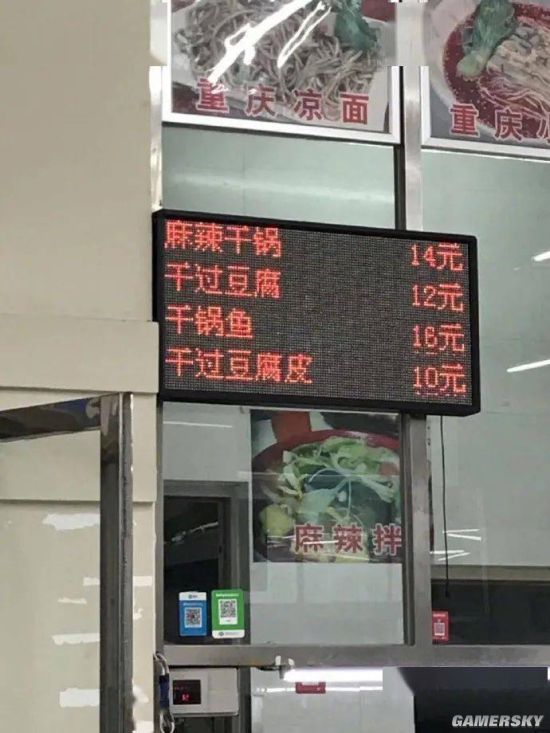 重庆凉面
重庆
麻辣千锅 14元
千过豆腐 12元
千锅鱼 16元
千过豆腐皮 10元
麻辣拌
GAMERSKY